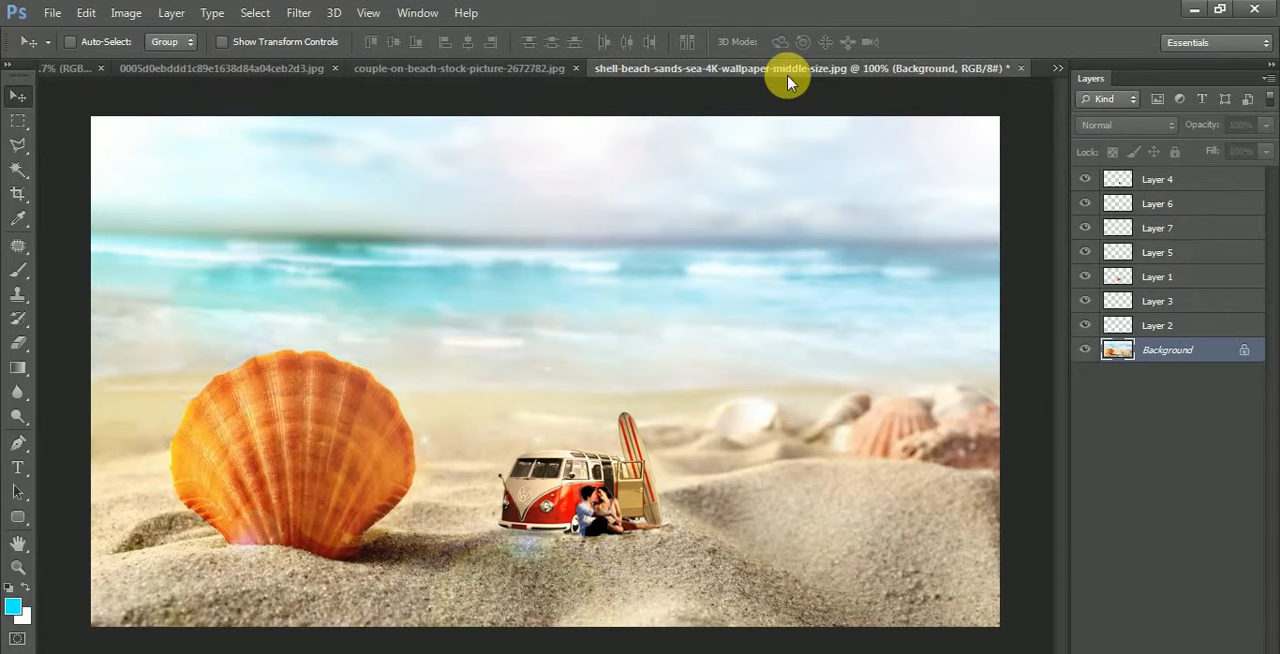 Ps File Edit Image Layer Type Select Filter 3D View Window Help
Auto-Select: Group Show Transform Controls 3D Mode: Essentials
.7% (RGB... × 0005d0ebddd1c89e1638d84a04ceb2d3.jpg × couple-on-beach-stock-picture-2672782.jpg × shell-beach-sands-sea-4K-wallpaper-middle-size.jpg @ 100% (Background, RGB/8#) * ×
Layers
Kind
Normal Opacity: 100%
Lock: Fill: 100%
Layer 4
Layer 6
Layer 7
Layer 5
Layer 1
Layer 3
Layer 2
Background